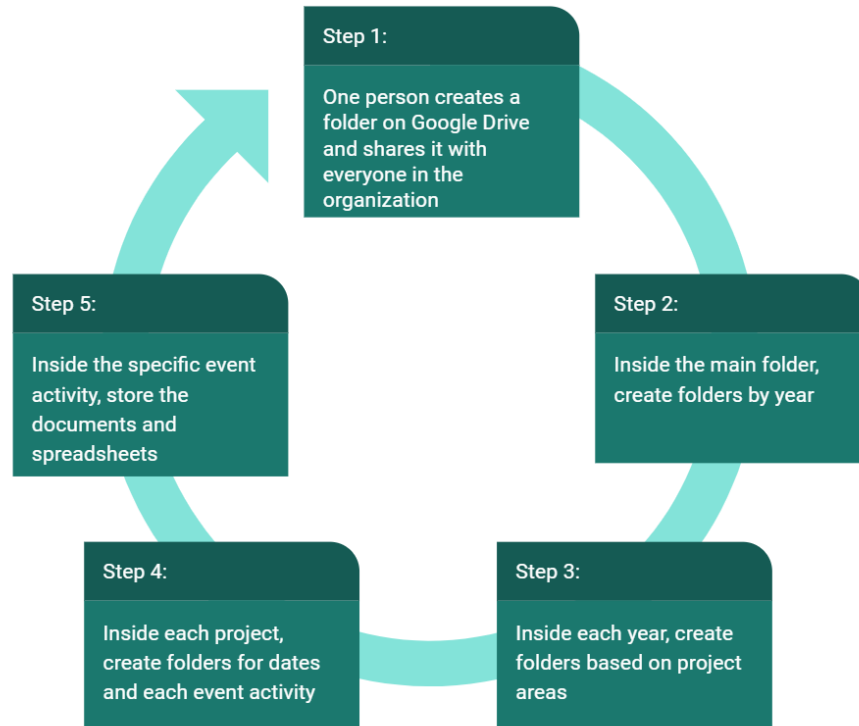 Step 1:
One person creates a
folder on Google Drive
and shares it with
everyone in the
organization
Step 2:
Inside the main folder,
create folders by year
Step 3:
Inside each year, create
folders based on project
areas
Step 4:
Inside each project,
create folders for dates
and each event activity
Step 5:
Inside the specific event
activity, store the
documents and
spreadsheets